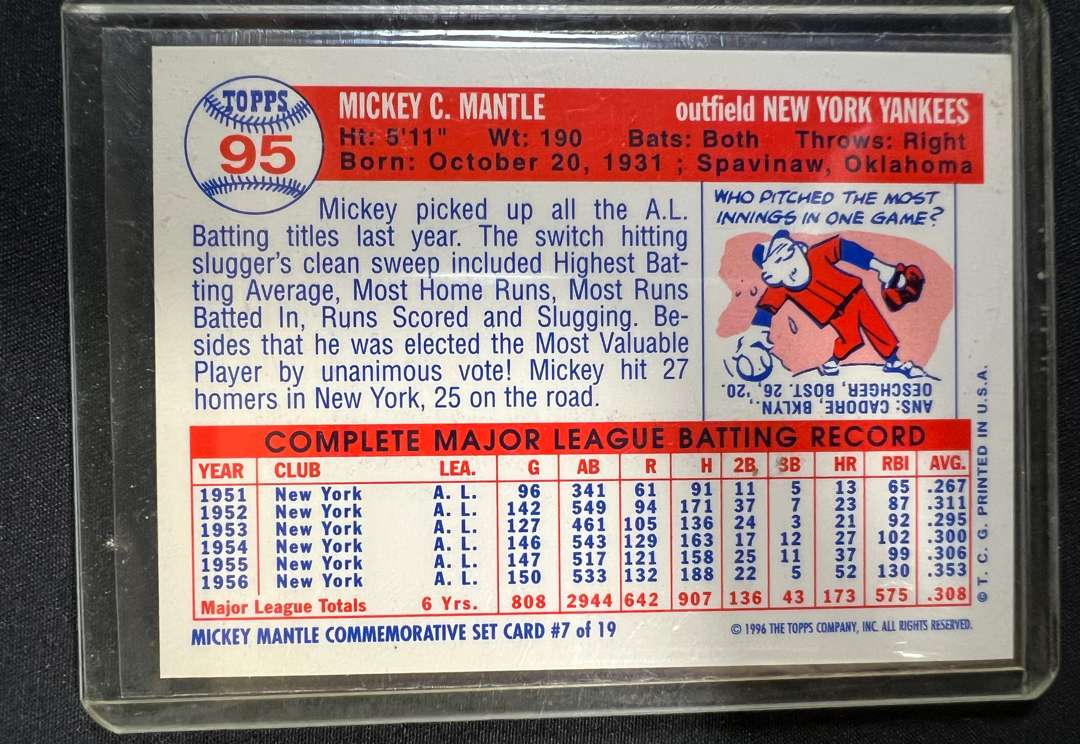 TOPPS
95
MICKEY C. MANTLE outfield NEW YORK YANKEES
Ht: 5'11" Wt: 190 Bats: Both Throws: Right
Born: October 20, 1931 ; Spavinaw, Oklahoma
Mickey picked up all the A.L.
Batting titles last year. The switch hitting
slugger's clean sweep included Highest Bat-
ting Average, Most Home Runs, Most Runs
Batted In, Runs Scored and Slugging. Be-
sides that he was elected the Most Valuable
Player by unanimous vote! Mickey hit 27
homers in New York, 25 on the road.
WHO PITCHED THE MOST
INNINGS IN ONE GAME?
ANS: CADORE, BKLYN.,
OESCHGER, BOST. 26, '20.
COMPLETE MAJOR LEAGUE BATTING RECORD
YEAR CLUB LEA. G AB R H 2B 3B HR RBI AVG.
1951 New York A. L. 96 341 61 91 11 5 13 65 .267
1952 New York A. L. 142 549 94 171 37 7 23 87 .311
1953 New York A. L. 127 461 105 136 24 3 21 92 .295
1954 New York A. L. 146 543 129 163 17 12 27 102 .300
1955 New York A. L. 147 517 121 158 25 11 37 99 .306
1956 New York A. L. 150 533 132 188 22 5 52 130 .353
Major League Totals 6 Yrs. 808 2944 642 907 136 43 173 575 .308
MICKEY MANTLE COMMEMORATIVE SET CARD #7 of 19
© 1996 THE TOPPS COMPANY, INC. ALL RIGHTS RESERVED.
© T. C. G. PRINTED IN U.S.A.